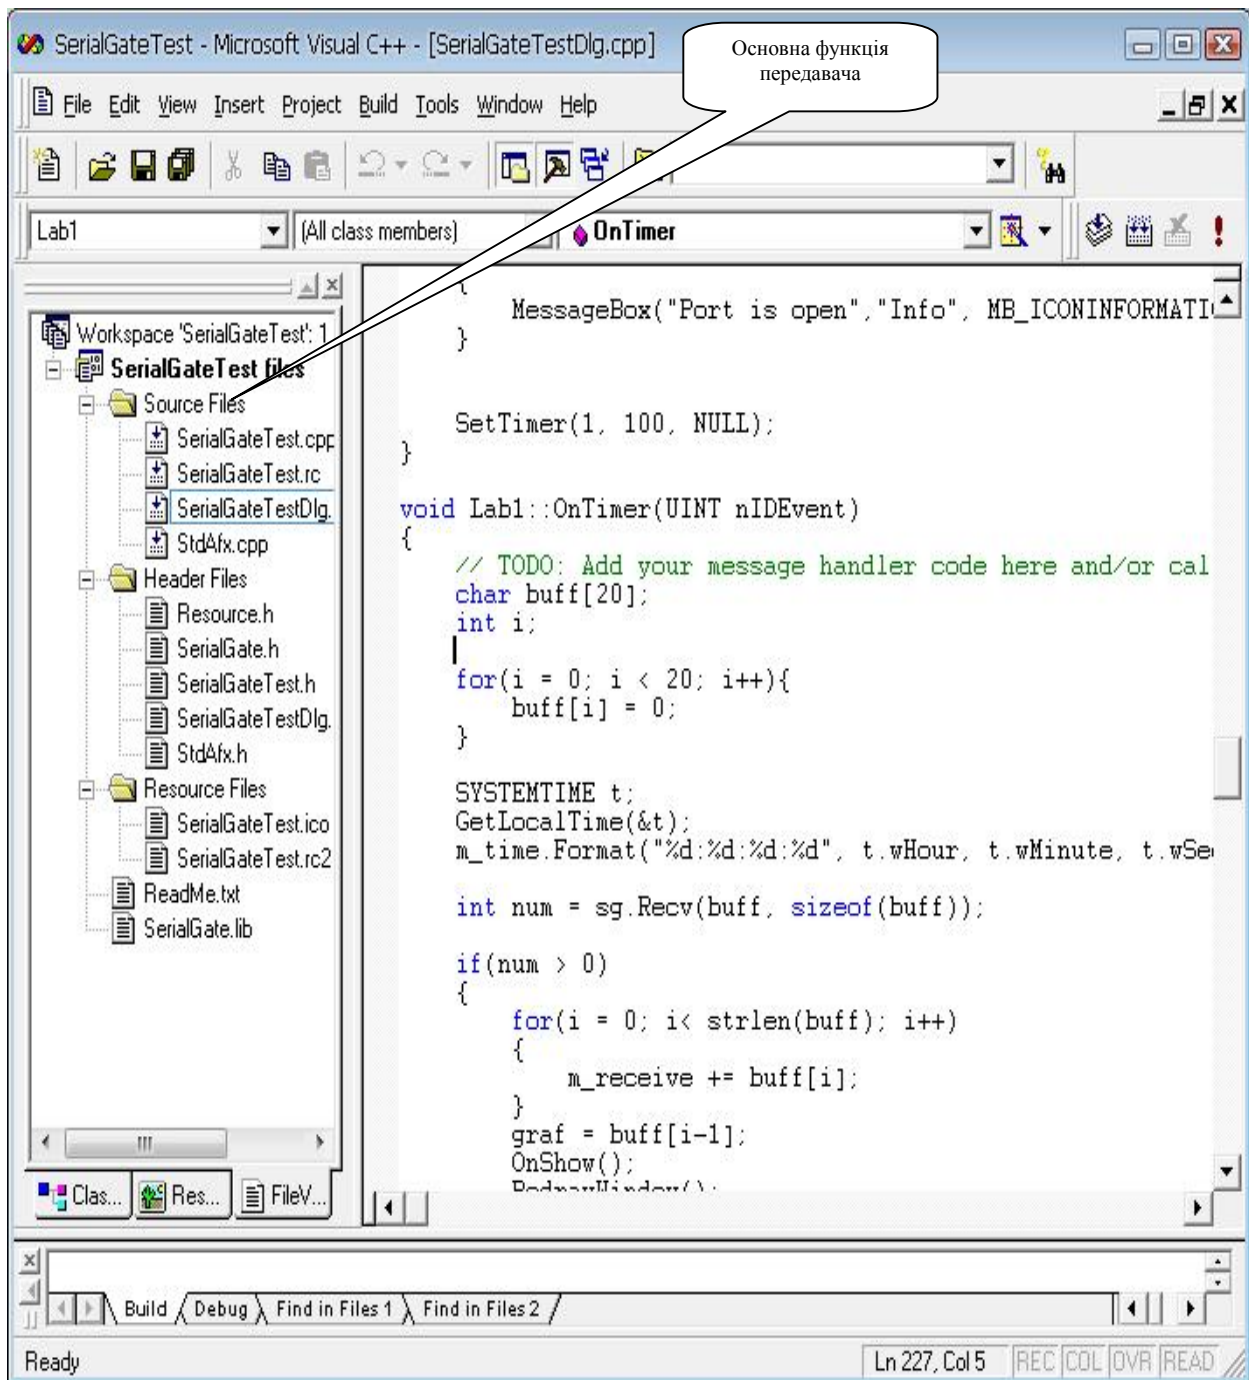 SerialGateTest - Microsoft Visual C++ - [SerialGateTestDlg.cpp]
Основна функція
передавача
File Edit View Insert Project Build Tools Window Help
Lab1
(All class members)
OnTimer
Workspace 'SerialGateTest': 1
SerialGateTest files
Source Files
SerialGateTest.cpp
SerialGateTest.rc
SerialGateTestDlg.
StdAfx.cpp
Header Files
Resource.h
SerialGate.h
SerialGateTest.h
SerialGateTestDlg.
StdAfx.h
Resource Files
SerialGateTest.ico
SerialGateTest.rc2
ReadMe.txt
SerialGate.lib
Clas...
Res...
FileV...
{
MessageBox("Port is open","Info", MB_ICONINFORMATI
}
SetTimer(1, 100, NULL);
}
void Lab1::OnTimer(UINT nIDEvent)
{
// TODO: Add your message handler code here and/or cal
char buff[20];
int i;
for(i = 0; i < 20; i++){
buff[i] = 0;
}
SYSTEMTIME t;
GetLocalTime(&t);
m_time.Format("%d:%d:%d:%d", t.wHour, t.wMinute, t.wSe
int num = sg.Recv(buff, sizeof(buff));
if(num > 0)
{
for(i = 0; i< strlen(buff); i++)
{
m_receive += buff[i];
}
graf = buff[i-1];
OnShow();
RedrawWindow();
Build
Debug
Find in Files 1
Find in Files 2
Ready
Ln 227, Col 5
REC COL OVR READ